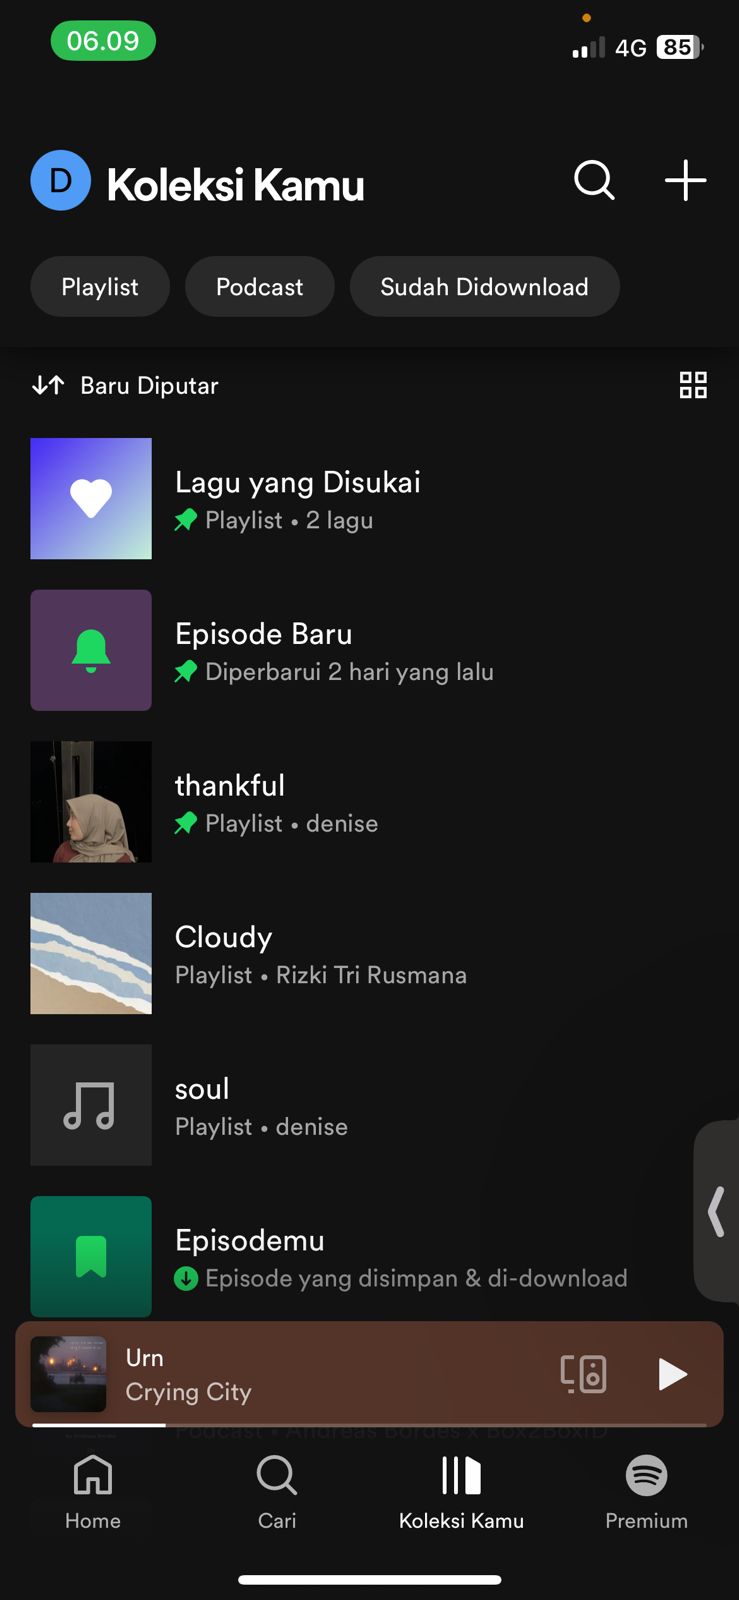 06.09
4G 85
D Koleksi Kamu
Playlist Podcast Sudah Didownload
Baru Diputar
Lagu yang Disukai
Playlist • 2 lagu
Episode Baru
Diperbarui 2 hari yang lalu
thankful
Playlist • denise
Cloudy
Playlist • Rizki Tri Rusmana
soul
Playlist • denise
Episodemu
Episode yang disimpan & di-download
Urn
Crying City
Podcast • Andreas Bordes x Box2BoxID
Home Cari Koleksi Kamu Premium